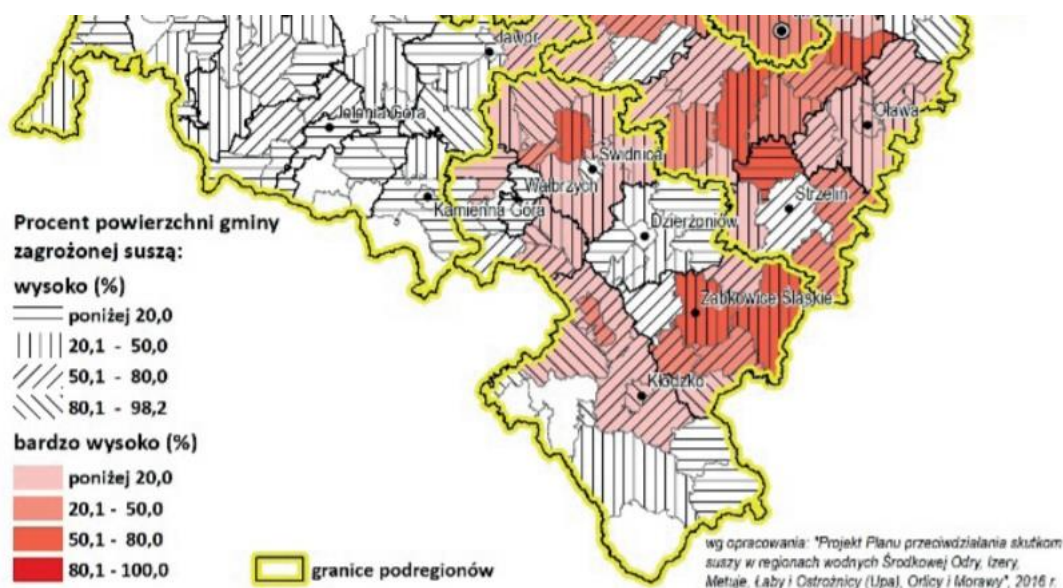 Jawor
Oława
Jelenia Góra
Świdnica
Wałbrzych
Strzelin
Kamienna Góra
Dzierżoniów
Procent powierzchni gminy
zagrożonej suszą:
wysoko (%)
poniżej 20,0
Ząbkowice Śląskie
20,1 - 50,0
50,1 - 80,0
Kłodzko
80,1 - 98,2
bardzo wysoko (%)
poniżej 20,0
20,1 - 50,0
50,1 - 80,0
80,1 - 100,0
granice podregionów
wg opracowania: "Projekt Planu przeciwdziałania skutkom
suszy w regionach wodnych Środkowej Odry, Izery,
Metuje, Łaby i Ostrożnicy (Upa), Orlicy i Morawy", 2016 r.